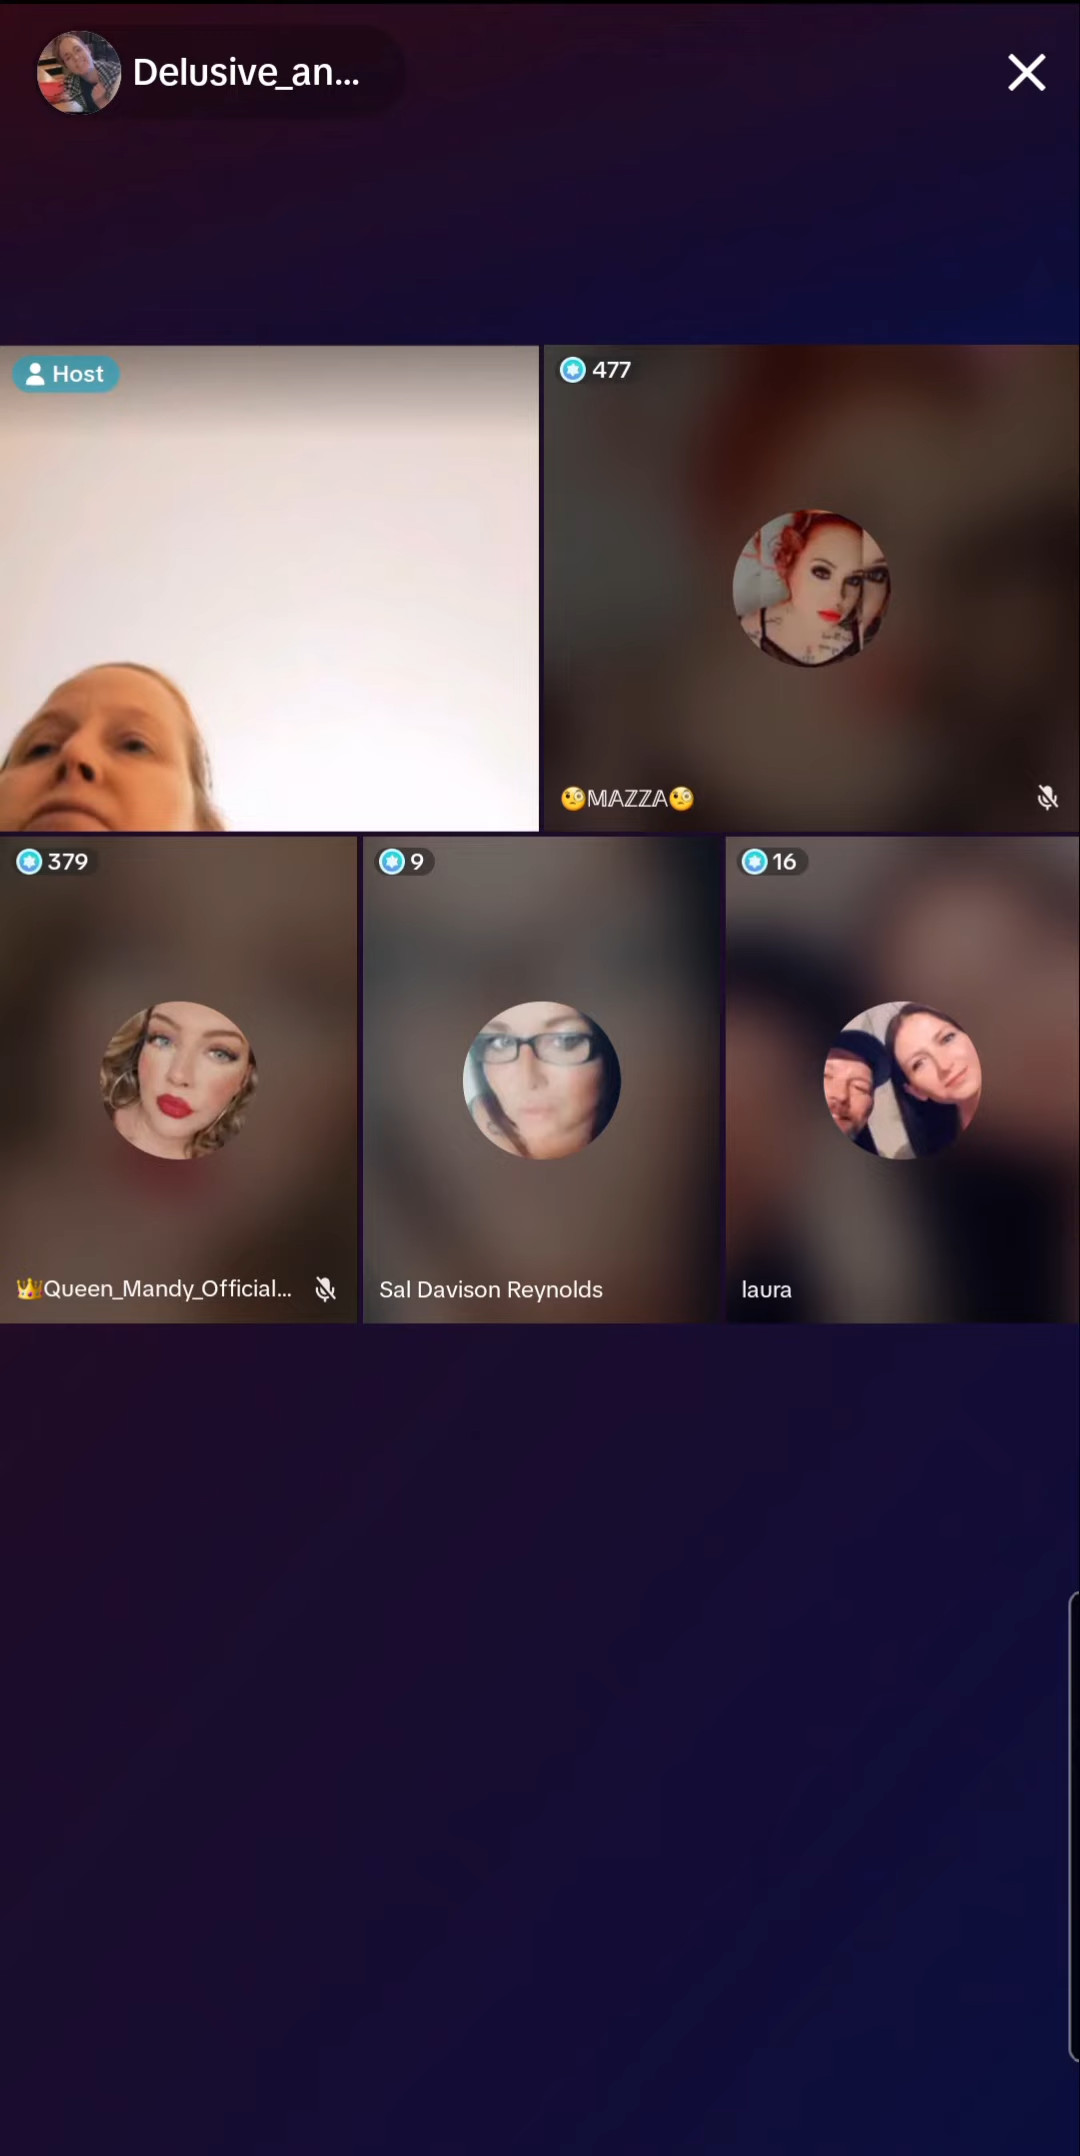 Delusive_an...
Host
477
🧐MAZZA🧐
379
9
16
👑Queen_Mandy_Official...
Sal Davison Reynolds
laura